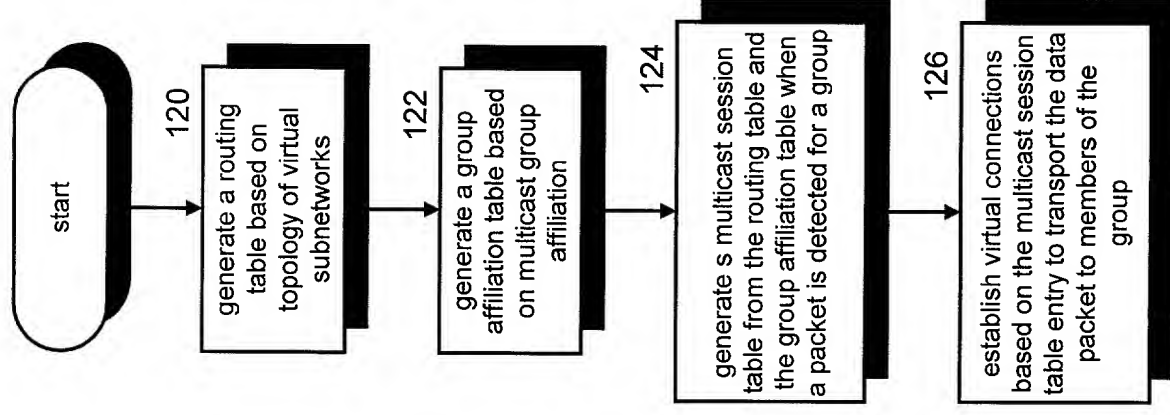 start
120
generate a routing
table based on
topology of virtual
subnetworks
122
generate a group
affiliation table based
on multicast group
affiliation
124
generate s multicast session
table from the routing table and
the group affiliation table when
a packet is detected for a group
126
establish virtual connections
based on the multicast session
table entry to transport the data
packet to members of the
group